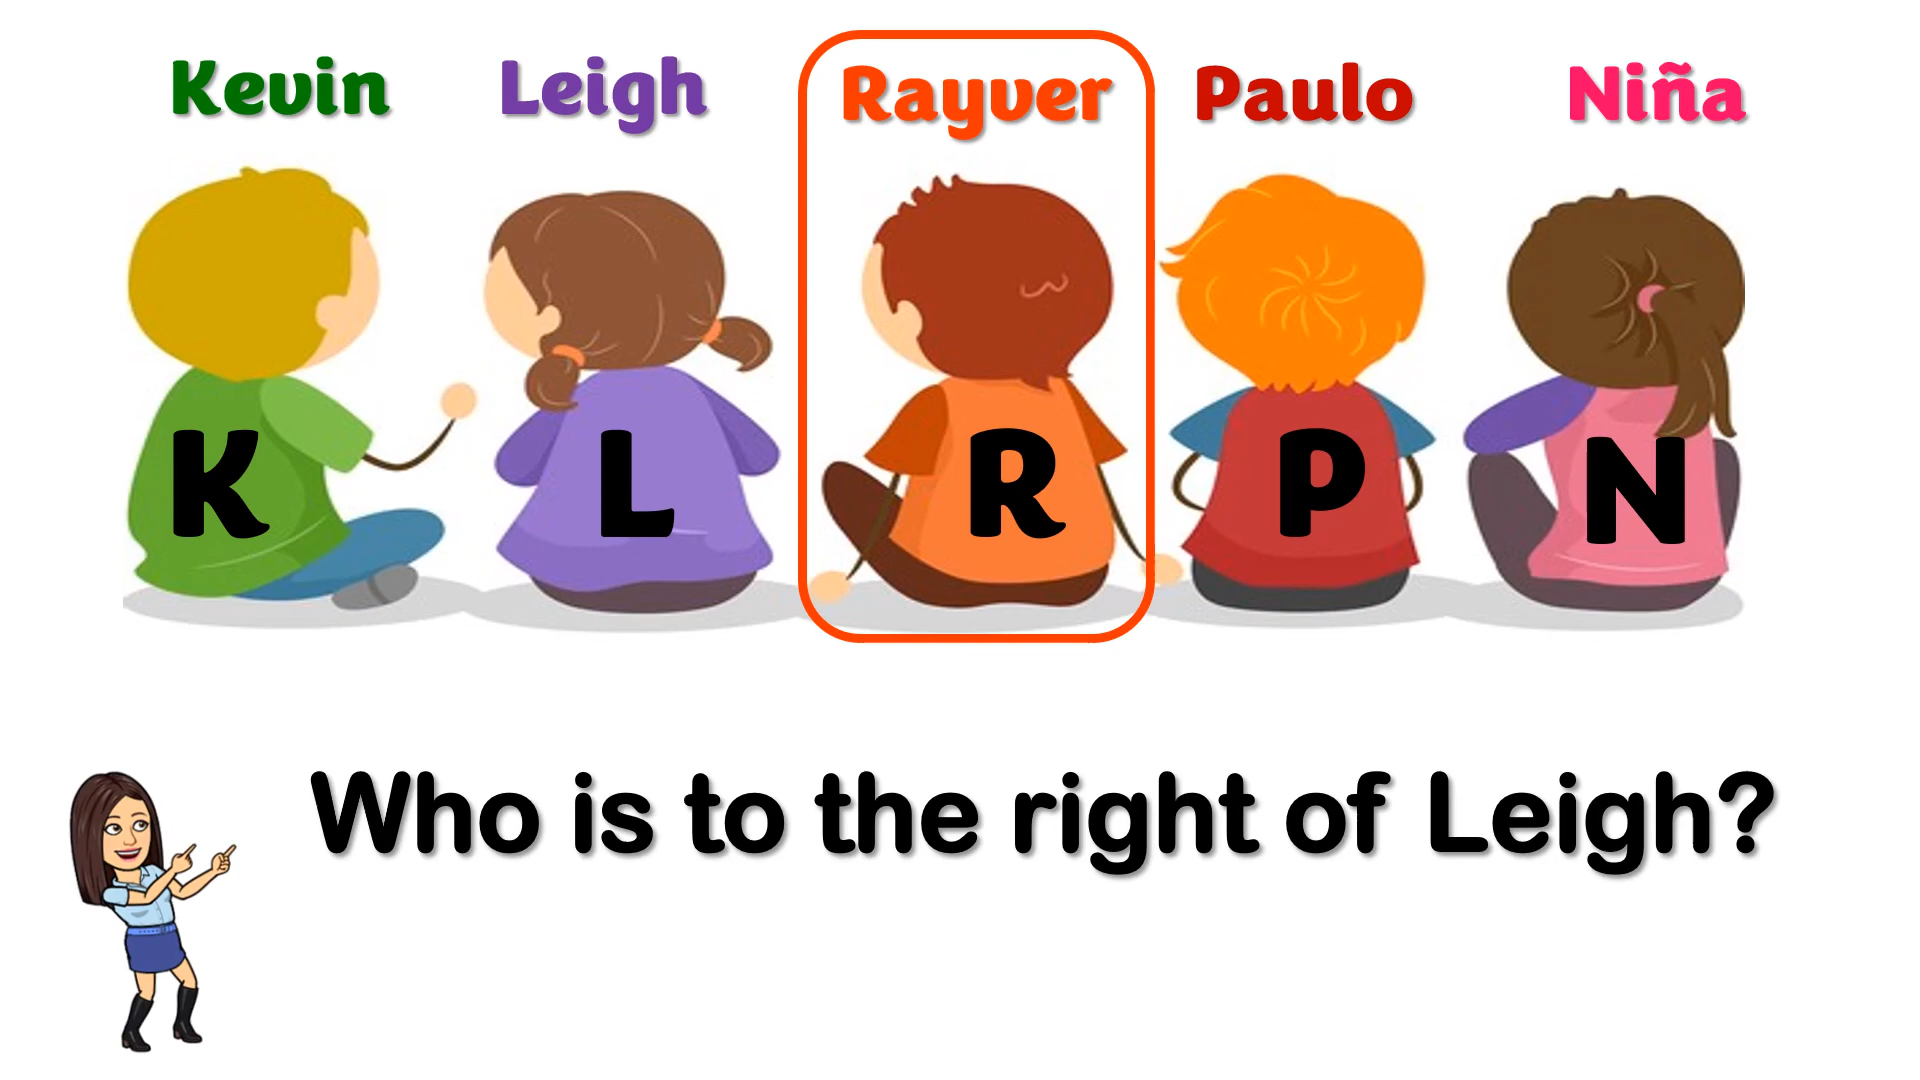 Kevin Leigh Rayver Paulo Niña
K L R P N
Who is to the right of Leigh?